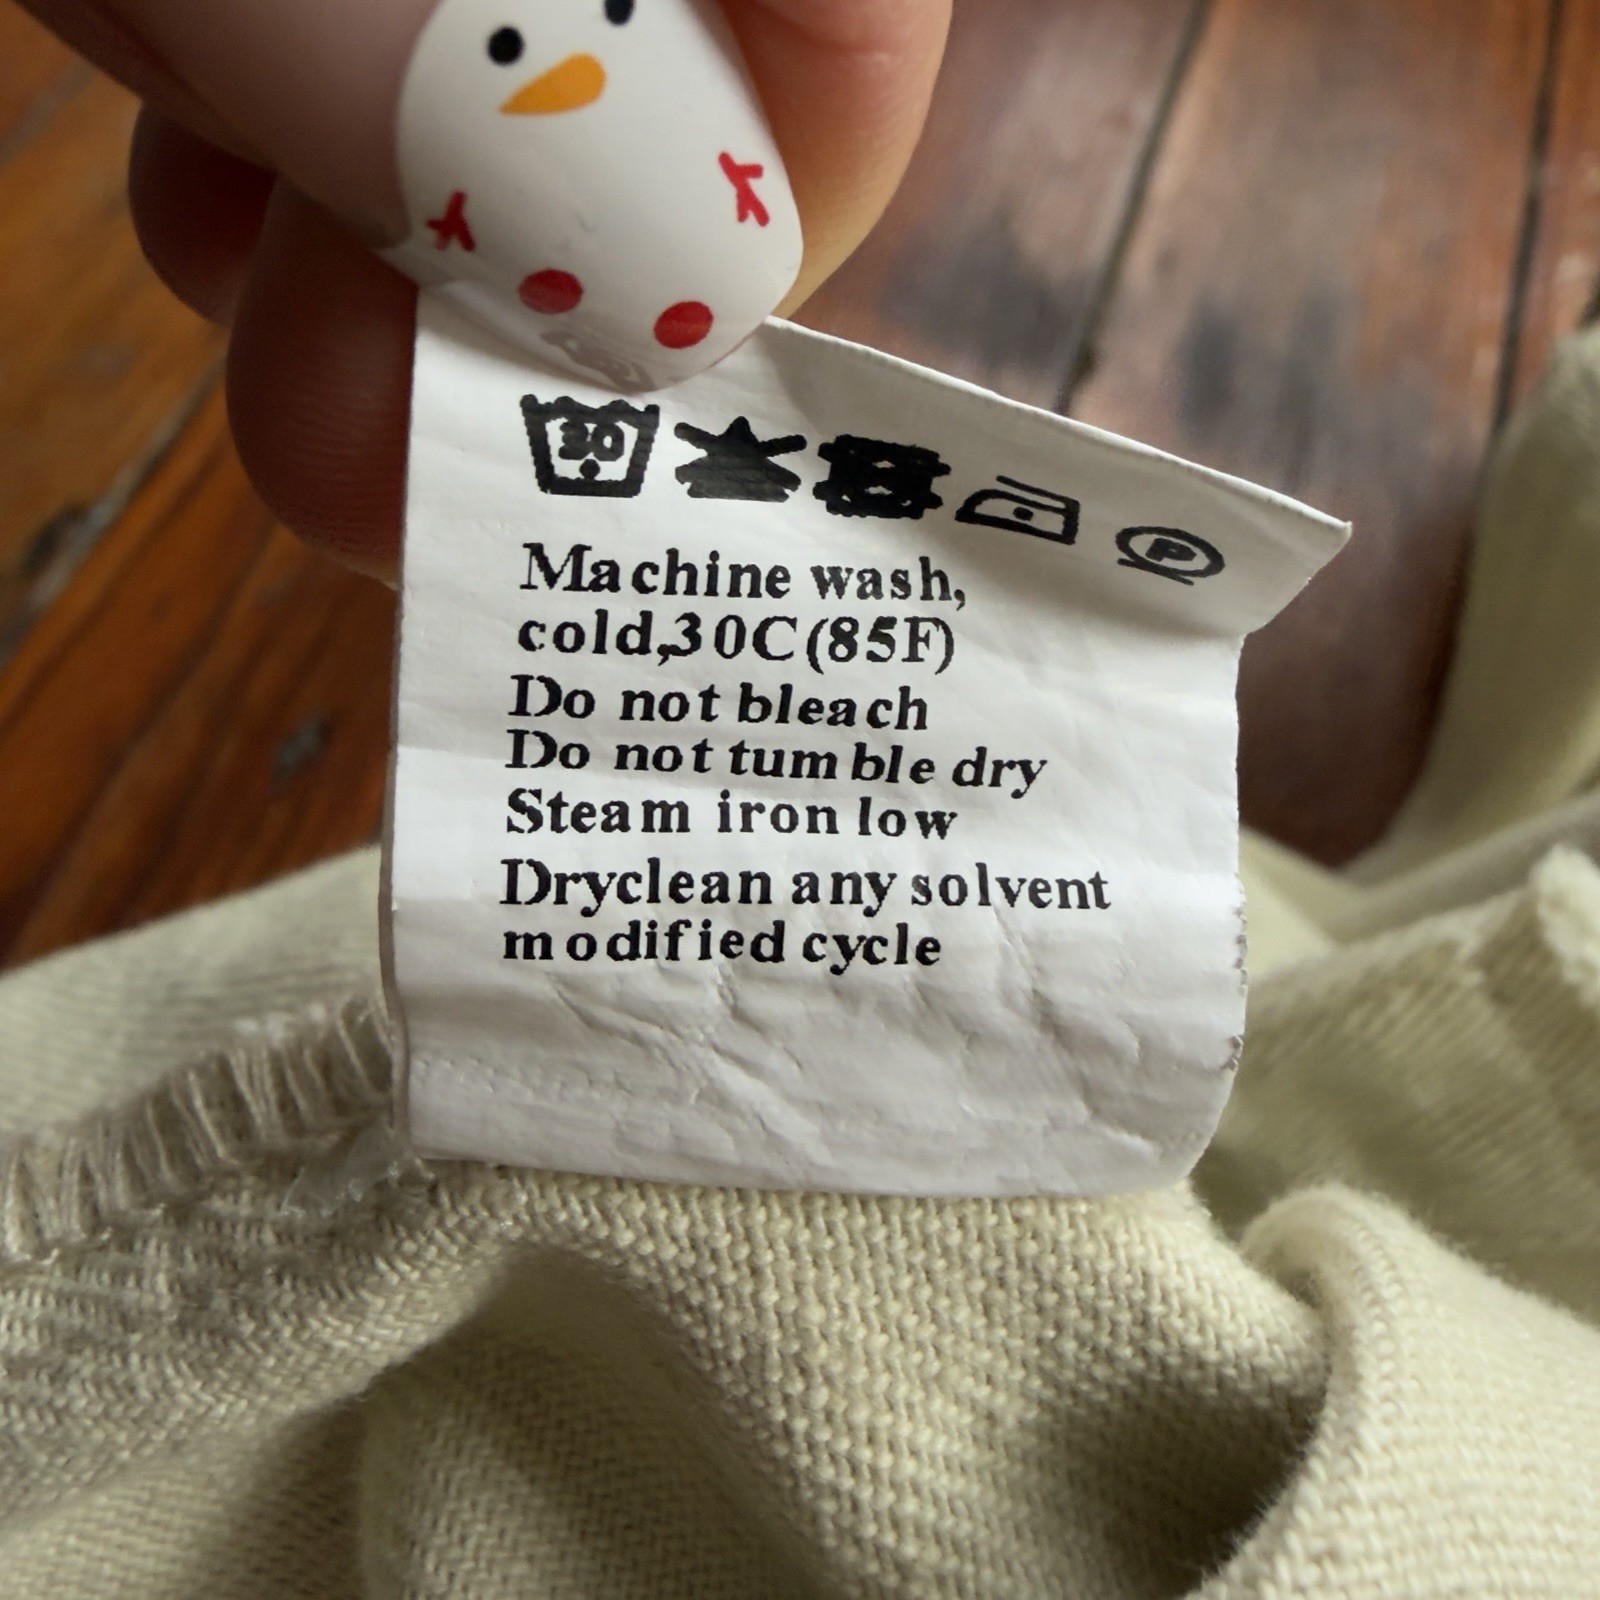 30
P
Machine wash,
cold,30C(85F)
Do not bleach
Do not tumble dry
Steam iron low
Dryclean any solvent
modified cycle